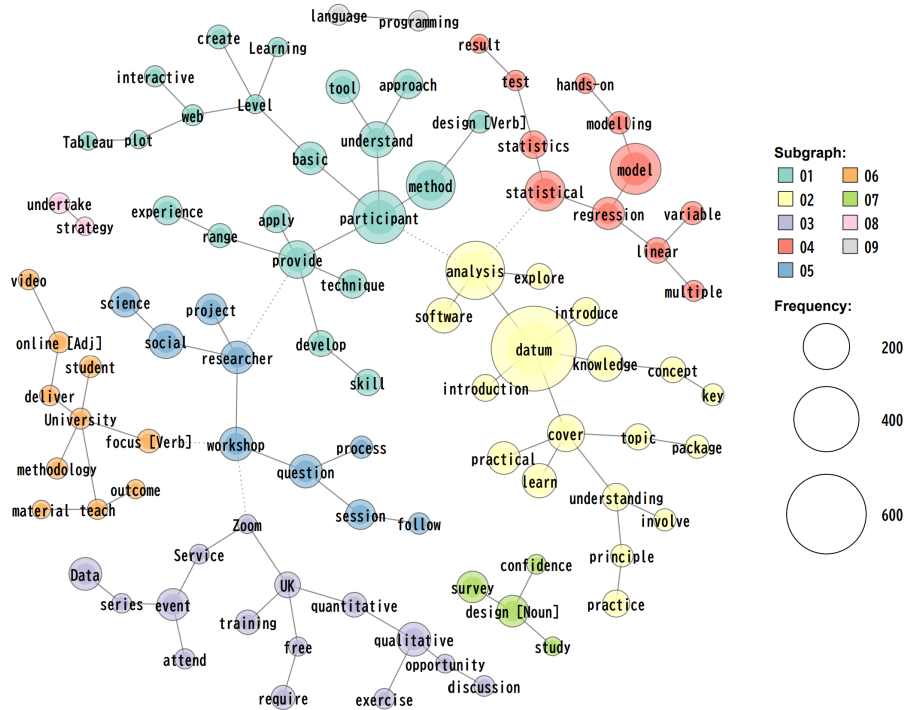 language
programming
create
Learning
result
interactive
test
hands-on
tool
approach
Level
web
design [Verb]
modelling
Tableau
plot
understand
statistics
basic
method
model
statistical
undertake
strategy
experience
apply
participant
regression
variable
range
provide
linear
analysis
explore
technique
multiple
video
science
project
software
introduce
online [Adj]
social
researcher
develop
datum
student
knowledge
concept
deliver
skill
introduction
key
University
focus [Verb]
workshop
process
cover
topic
package
methodology
question
practical
learn
outcome
material
teach
session
follow
understanding
involve
Zoom
Service
principle
Data
series
event
UK
quantitative
confidence
survey
design [Noun]
practice
training
qualitative
attend
free
opportunity
study
require
exercise
discussion
Subgraph:
01
06
02
07
03
08
04
09
05
Frequency:
200
400
600